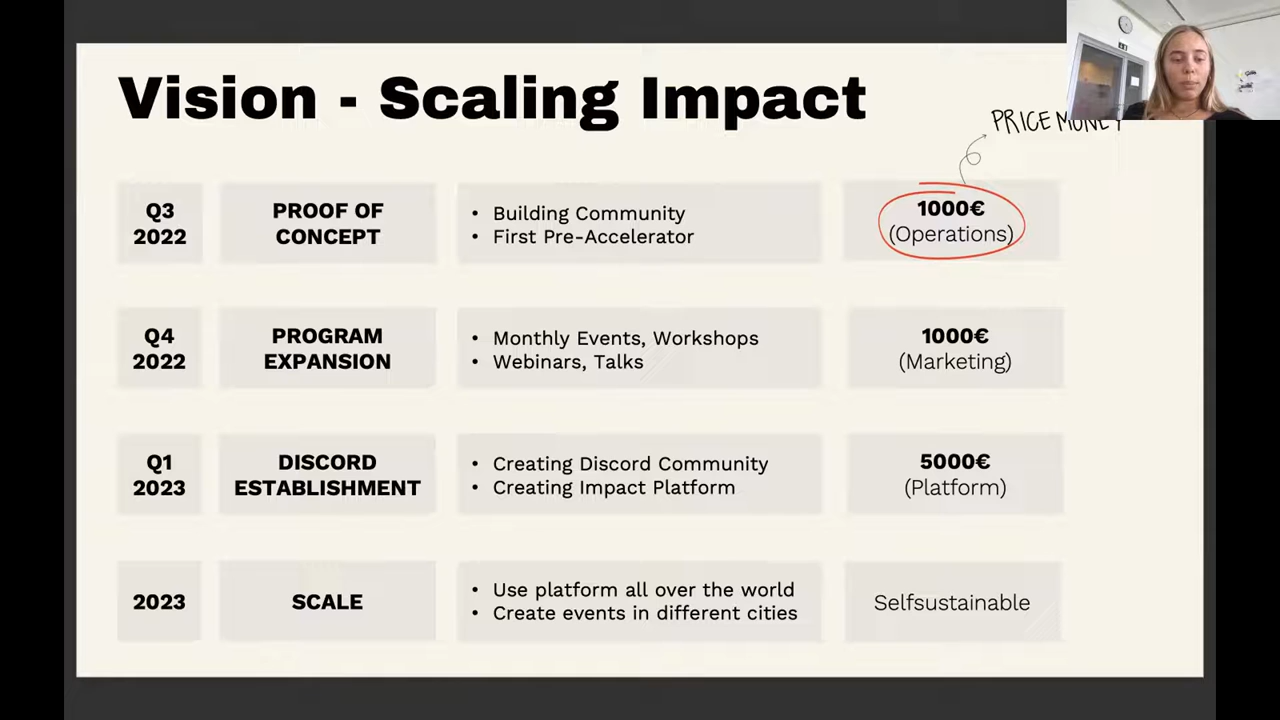 Vision - Scaling Impact
PRICE MONEY
Q3
2022
PROOF OF
CONCEPT
• Building Community
• First Pre-Accelerator
1000€
(Operations)
Q4
2022
PROGRAM
EXPANSION
• Monthly Events, Workshops
• Webinars, Talks
1000€
(Marketing)
Q1
2023
DISCORD
ESTABLISHMENT
• Creating Discord Community
• Creating Impact Platform
5000€
(Platform)
2023
SCALE
• Use platform all over the world
• Create events in different cities
Selfsustainable